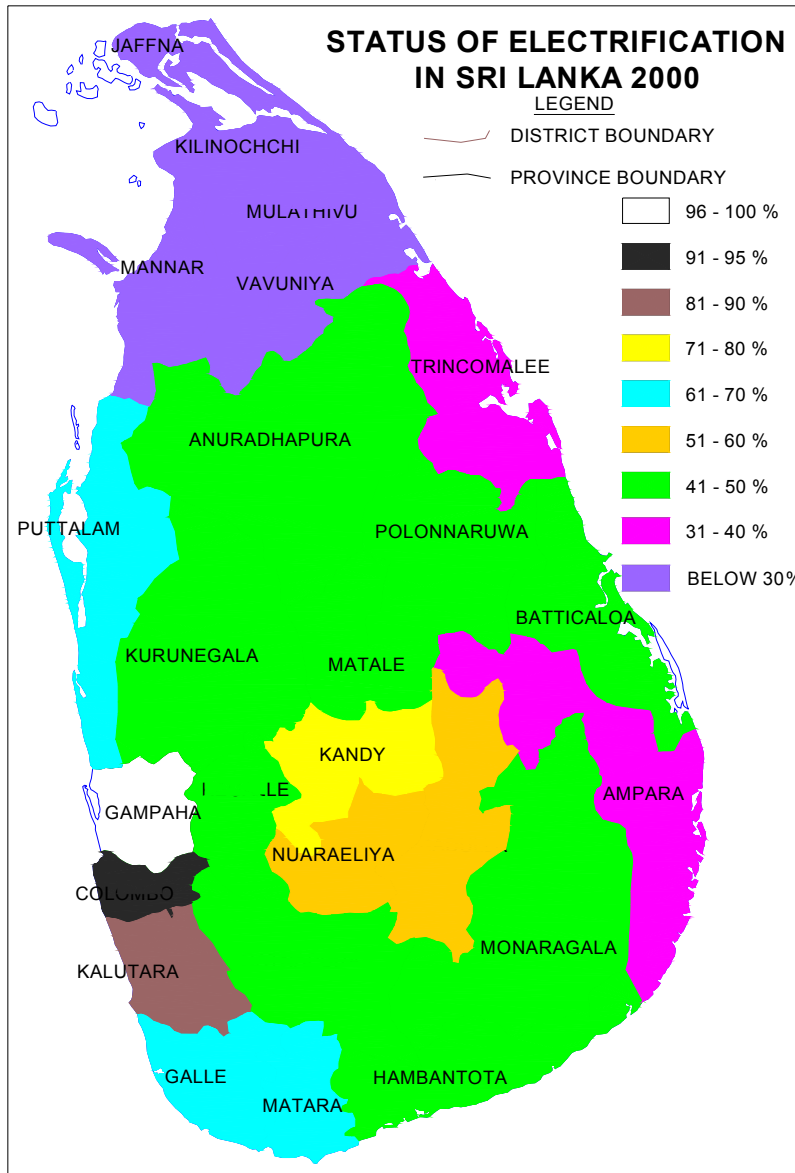 JAFFNA
STATUS OF ELECTRIFICATION
IN SRI LANKA 2000
LEGEND
DISTRICT BOUNDARY
KILINOCHCHI
PROVINCE BOUNDARY
MULATHIVU
96 - 100 %
91 - 95 %
MANNAR
VAVUNIYA
81 - 90 %
71 - 80 %
TRINCOMALEE
61 - 70 %
ANURADHAPURA
51 - 60 %
41 - 50 %
PUTTALAM
POLONNARUWA
31 - 40 %
BELOW 30%
BATTICALOA
KURUNEGALA
MATALE
KANDY
AMPARA
GAMPAHA
NUARAELIYA
COLOMBO
MONARAGALA
KALUTARA
GALLE
HAMBANTOTA
MATARA